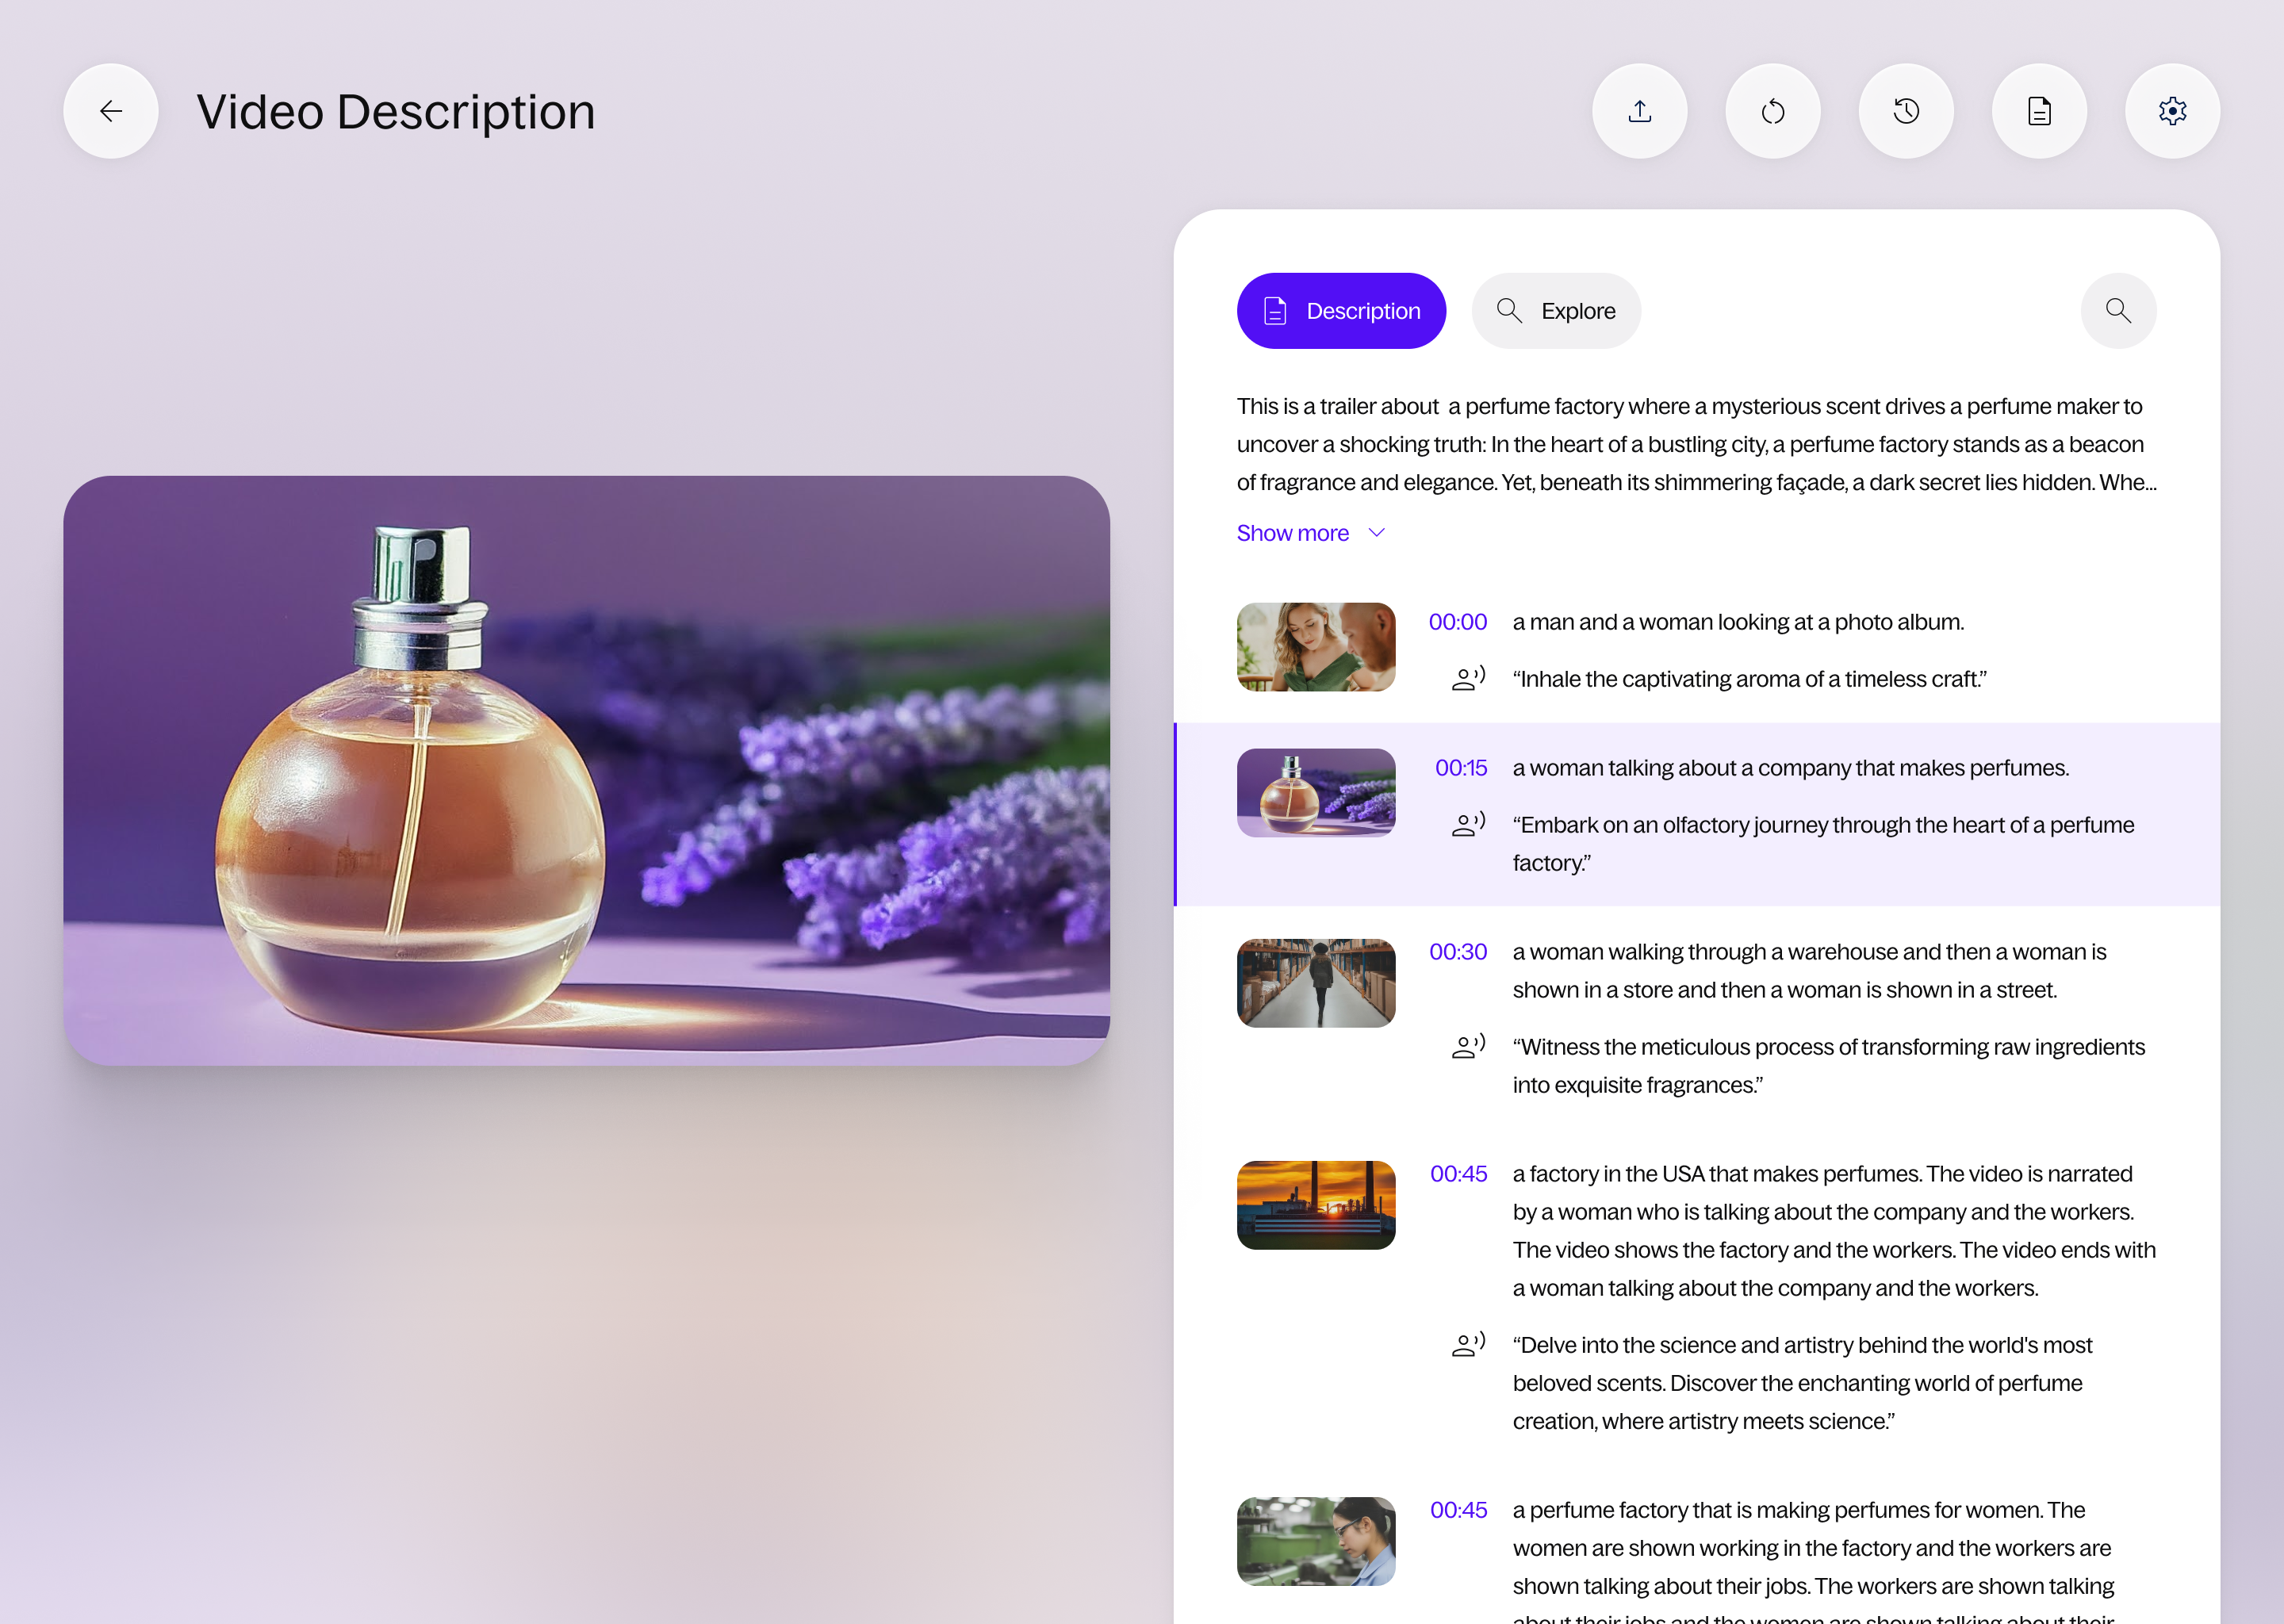 Video Description
Description
Explore
This is a trailer about  a perfume factory where a mysterious scent drives a perfume maker to
uncover a shocking truth: In the heart of a bustling city, a perfume factory stands as a beacon
of fragrance and elegance. Yet, beneath its shimmering façade, a dark secret lies hidden. Whe...
Show more
00:00 a man and a woman looking at a photo album.
“Inhale the captivating aroma of a timeless craft.”
00:15 a woman talking about a company that makes perfumes.
“Embark on an olfactory journey through the heart of a perfume
factory.”
00:30 a woman walking through a warehouse and then a woman is
shown in a store and then a woman is shown in a street.
“Witness the meticulous process of transforming raw ingredients
into exquisite fragrances.”
00:45 a factory in the USA that makes perfumes. The video is narrated
by a woman who is talking about the company and the workers.
The video shows the factory and the workers. The video ends with
a woman talking about the company and the workers.
“Delve into the science and artistry behind the world's most
beloved scents. Discover the enchanting world of perfume
creation, where artistry meets science.”
00:45 a perfume factory that is making perfumes for women. The
women are shown working in the factory and the workers are
shown talking about their jobs. The workers are shown talking
about their jobs and the women are shown talking about their